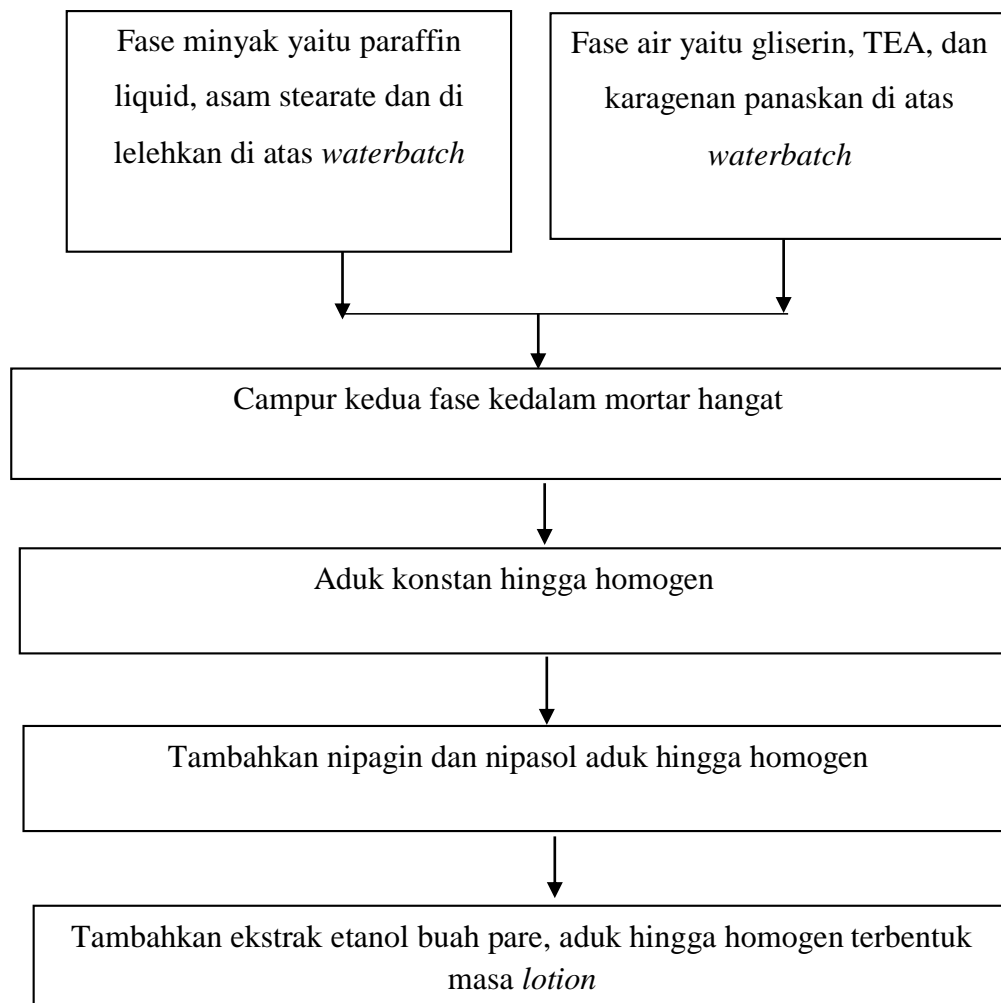 Fase minyak yaitu paraffin
liquid, asam stearate dan di
lelehkan di atas waterbatch
Fase air yaitu gliserin, TEA, dan
karagenan panaskan di atas
waterbatch
Campur kedua fase kedalam mortar hangat
Aduk konstan hingga homogen
Tambahkan nipagin dan nipasol aduk hingga homogen
Tambahkan ekstrak etanol buah pare, aduk hingga homogen terbentuk
masa lotion